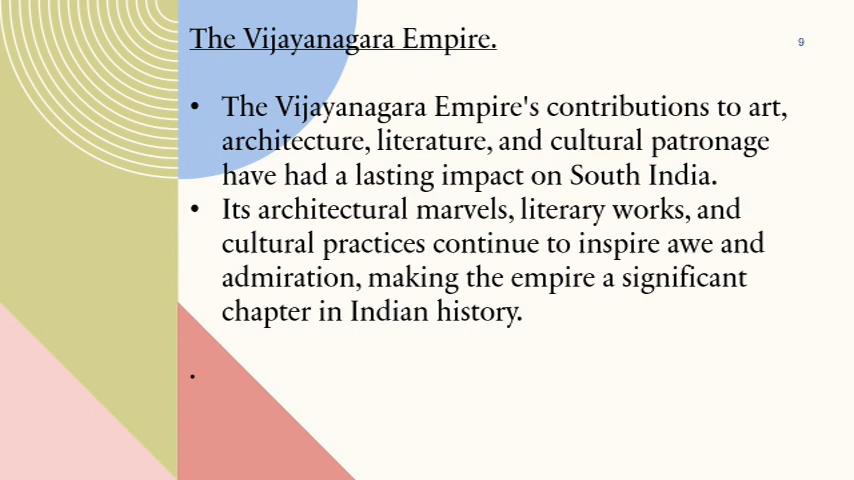 The Vijayanagara Empire.
9
• The Vijayanagara Empire's contributions to art,
architecture, literature, and cultural patronage
have had a lasting impact on South India.
• Its architectural marvels, literary works, and
cultural practices continue to inspire awe and
admiration, making the empire a significant
chapter in Indian history.
.